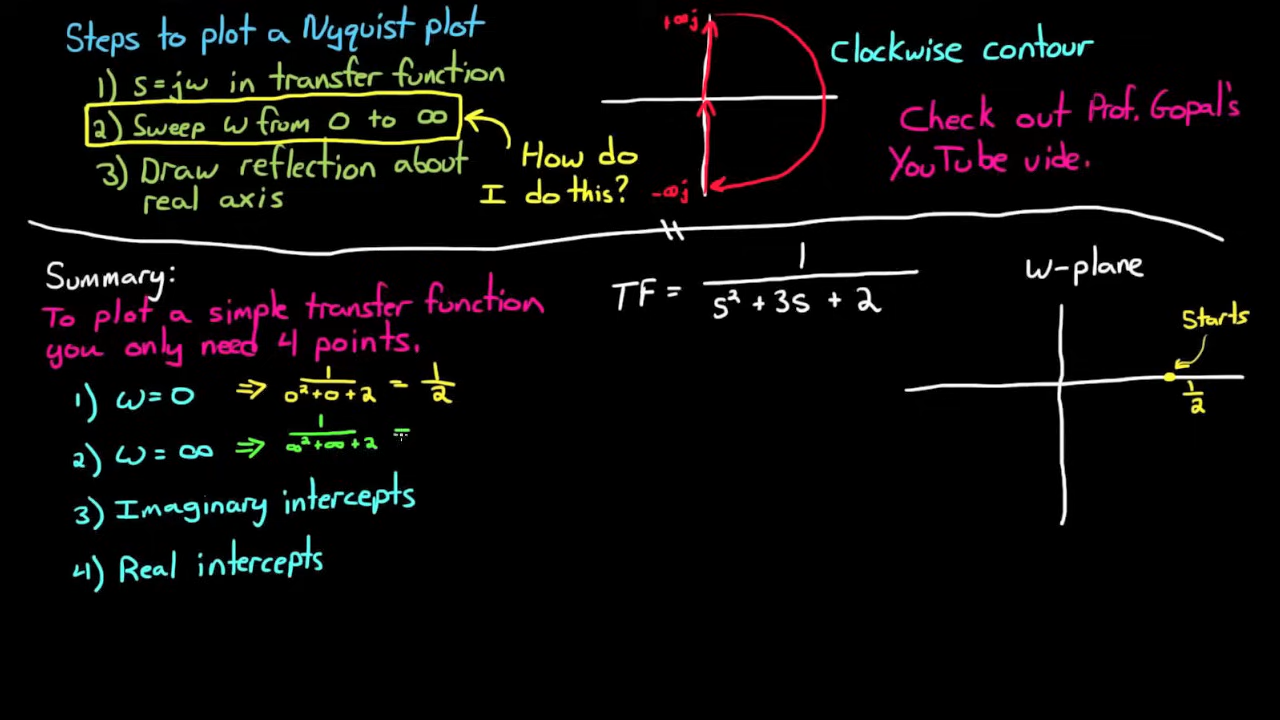 Steps to plot a Nyquist plot
1) s=jω in transfer function
2) Sweep ω from 0 to ∞
3) Draw reflection about
real axis
How do
I do this?
+∞j
-∞j
Clockwise contour
Check out Prof. Gopal's
YouTube vide.
Summary:
To plot a simple transfer function
you only need 4 points.
1) ω=0 ⇒ 1/(0²+0+2) = 1/2
2) ω=∞ ⇒ 1/(∞²+∞+2) =
3) Imaginary intercepts
4) Real intercepts
TF = 1/(s²+3s+2)
w-plane
Starts
1/2